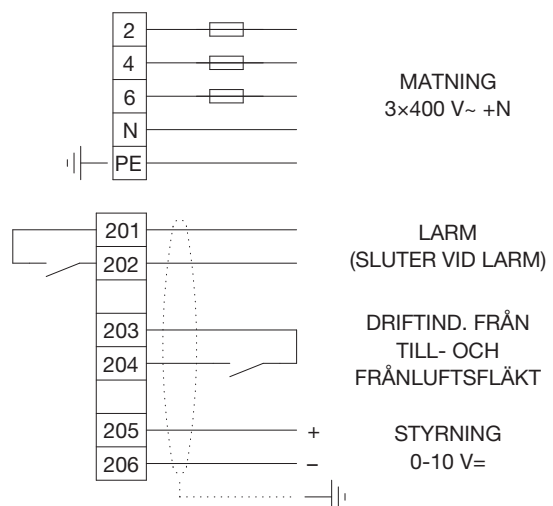 2
4
6
N
PE
MATNING
3×400 V~ +N
201
202
LARM
(SLUTER VID LARM)
203
204
DRIFTIND. FRÅN
TILL- OCH
FRÅNLUFTSFLÄKT
205
+
206
–
STYRNING
0-10 V=